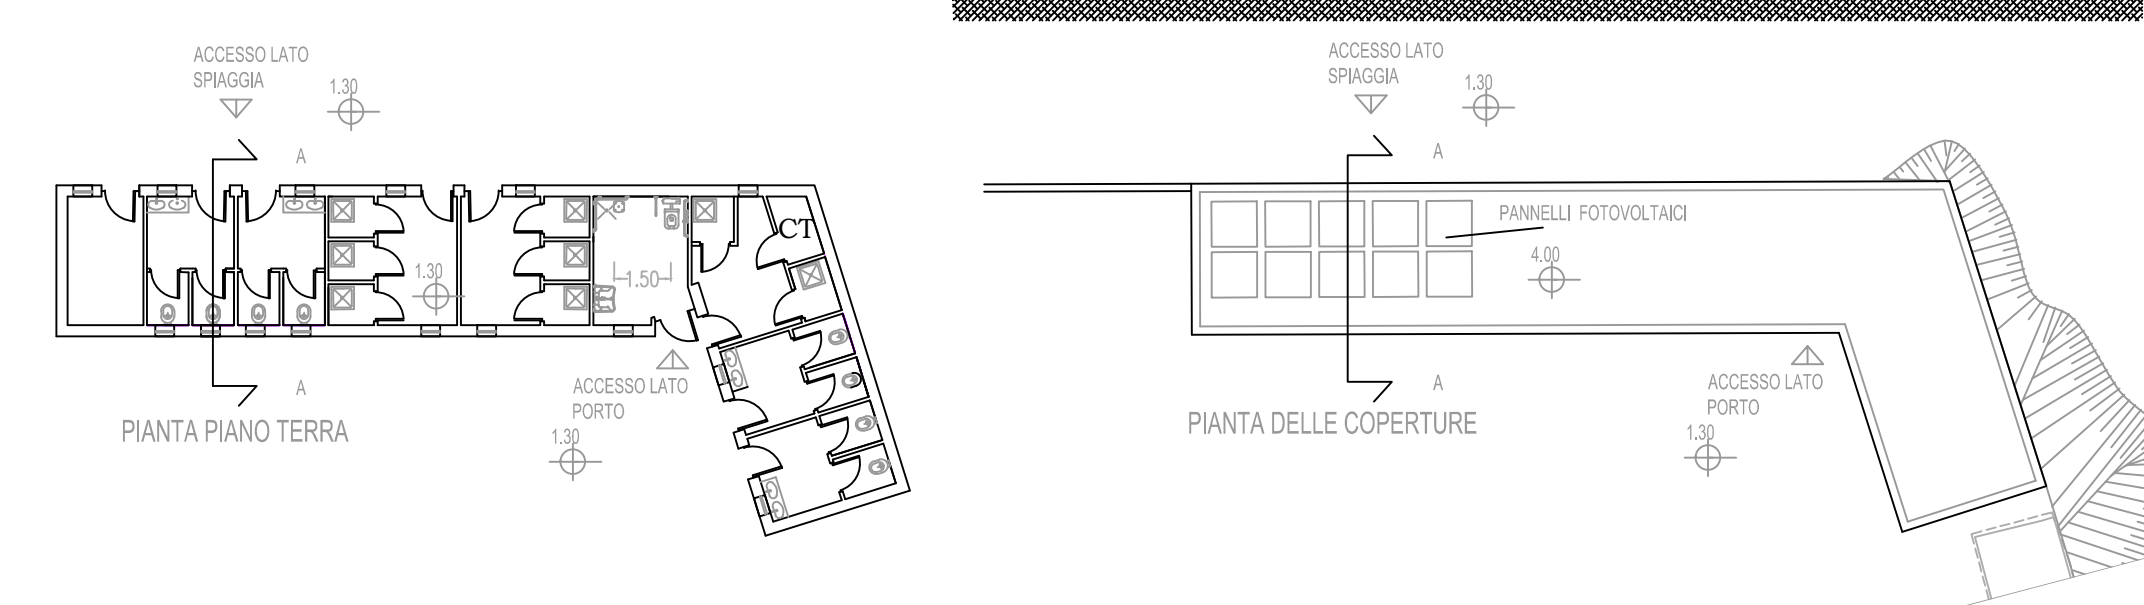 ACCESSO LATO
SPIAGGIA
1.30
A
CT
1.30
1.50
A
ACCESSO LATO
PORTO
1.30
PIANTA PIANO TERRA
ACCESSO LATO
SPIAGGIA
1.30
A
PANNELLI FOTOVOLTAICI
4.00
A
ACCESSO LATO
PORTO
1.30
PIANTA DELLE COPERTURE